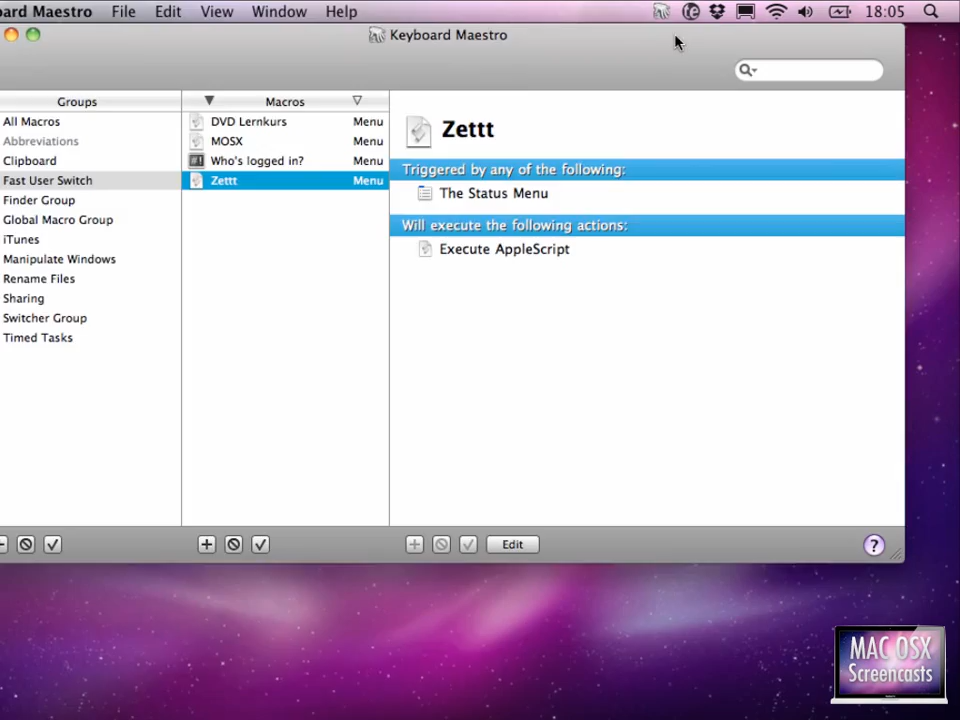 ard Maestro File Edit View Window Help 18:05
Keyboard Maestro
Groups
Macros
All Macros
Abbreviations
Clipboard
Fast User Switch
Finder Group
Global Macro Group
iTunes
Manipulate Windows
Rename Files
Sharing
Switcher Group
Timed Tasks
DVD Lernkurs Menu
MOSX Menu
Who's logged in? Menu
Zettt Menu
Zettt
Triggered by any of the following:
The Status Menu
Will execute the following actions:
Execute AppleScript
Edit
?
MAC OSX
Screencasts